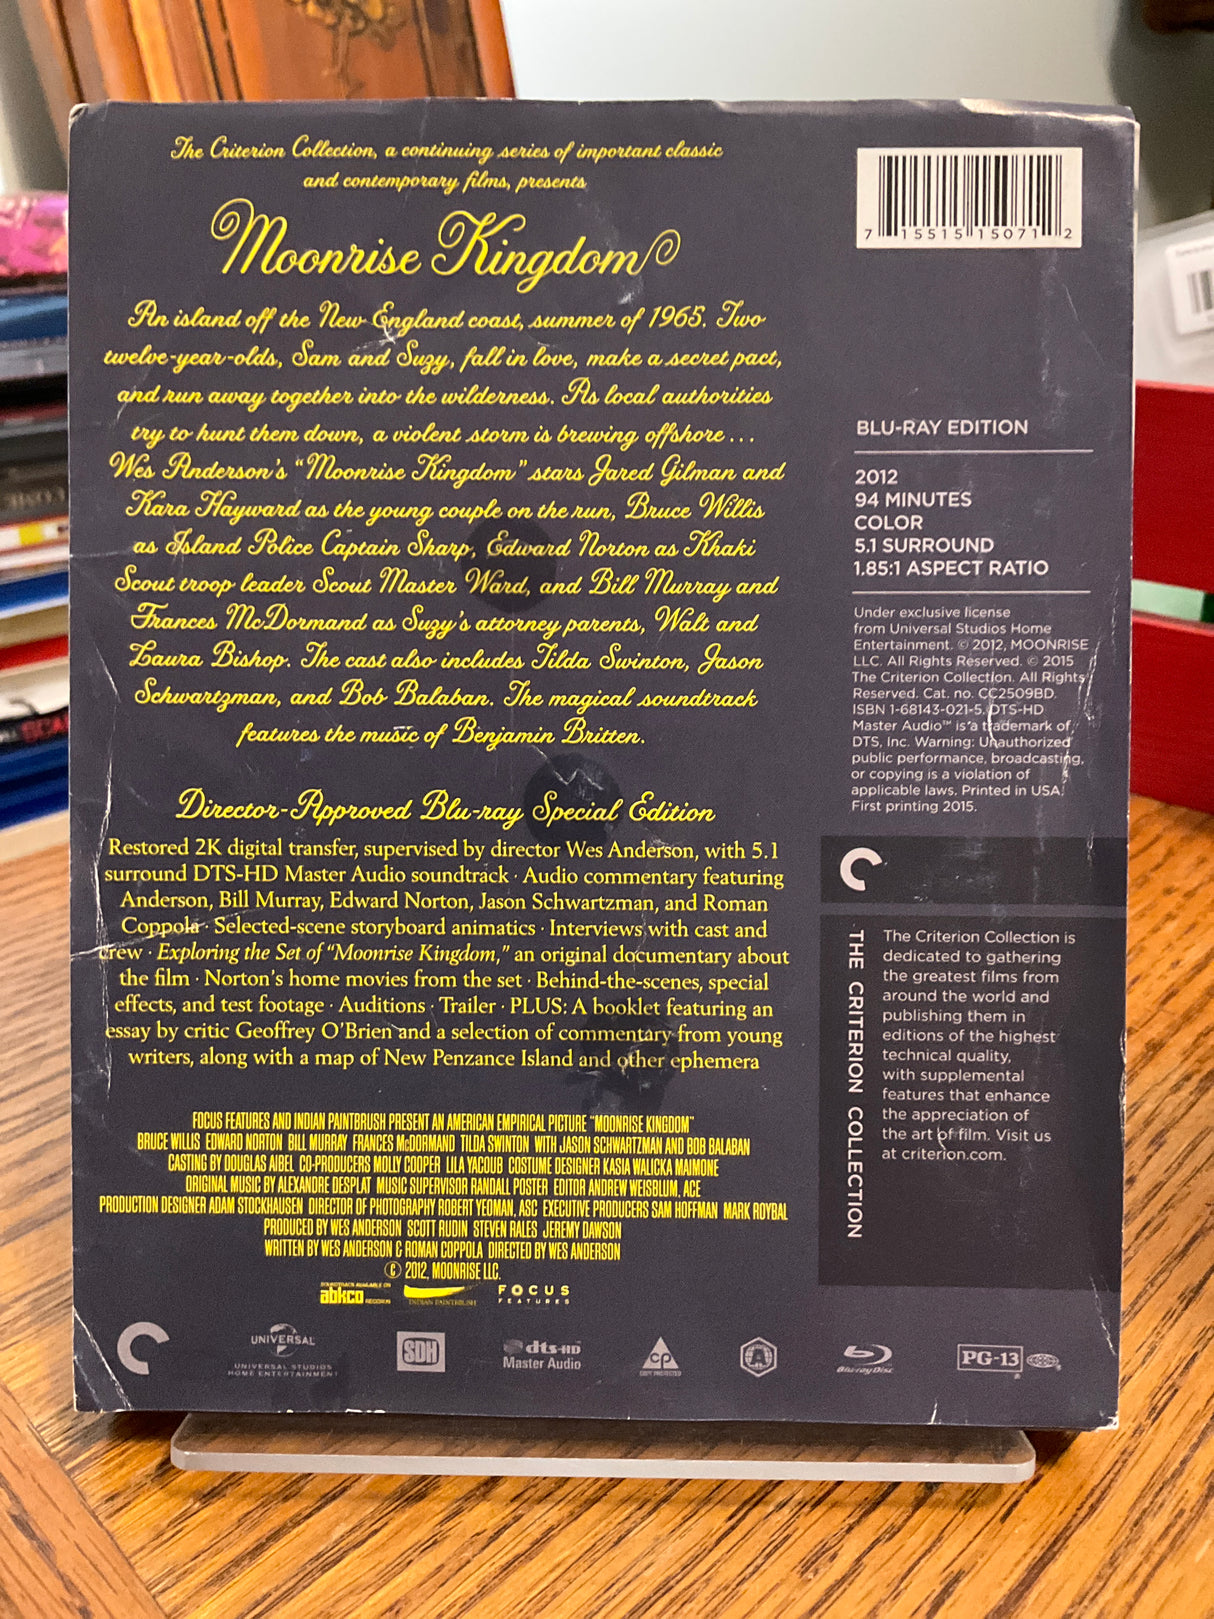 The Criterion Collection, a continuing series of important classic
and contemporary films, presents
Moonrise Kingdom
An island off the New England coast, summer of 1965. Two
twelve-year-olds, Sam and Suzy, fall in love, make a secret pact,
and run away together into the wilderness. As local authorities
try to hunt them down, a violent storm is brewing offshore . . .
Wes Anderson's “Moonrise Kingdom” stars Jared Gilman and
Kara Hayward as the young couple on the run, Bruce Willis
as Island Police Captain Sharp, Edward Norton as Khaki
Scout troop leader Scout Master Ward, and Bill Murray and
Frances McDormand as Suzy's attorney parents, Walt and
Laura Bishop. The cast also includes Tilda Swinton, Jason
Schwartzman, and Bob Balaban. The magical soundtrack
features the music of Benjamin Britten.
Director-Approved Blu-ray Special Edition
Restored 2K digital transfer, supervised by director Wes Anderson, with 5.1
surround DTS-HD Master Audio soundtrack · Audio commentary featuring
Anderson, Bill Murray, Edward Norton, Jason Schwartzman, and Roman
Coppola · Selected-scene storyboard animatics · Interviews with cast and
crew · Exploring the Set of “Moonrise Kingdom,” an original documentary about
the film · Norton's home movies from the set · Behind-the-scenes, special
effects, and test footage · Auditions · Trailer · PLUS: A booklet featuring an
essay by critic Geoffrey O'Brien and a selection of commentary from young
writers, along with a map of New Penzance Island and other ephemera
FOCUS FEATURES AND INDIAN PAINTBRUSH PRESENT AN AMERICAN EMPIRICAL PICTURE “MOONRISE KINGDOM”
BRUCE WILLIS EDWARD NORTON BILL MURRAY FRANCES McDORMAND TILDA SWINTON WITH JASON SCHWARTZMAN AND BOB BALABAN
CASTING BY DOUGLAS AIBEL CO-PRODUCERS MOLLY COOPER LILA YACOUB COSTUME DESIGNER KASIA WALICKA MAIMONE
ORIGINAL MUSIC BY ALEXANDRE DESPLAT MUSIC SUPERVISOR RANDALL POSTER EDITOR ANDREW WEISBLUM, ACE
PRODUCTION DESIGNER ADAM STOCKHAUSEN DIRECTOR OF PHOTOGRAPHY ROBERT YEOMAN, ASC EXECUTIVE PRODUCERS SAM HOFFMAN MARK ROYBAL
PRODUCED BY WES ANDERSON SCOTT RUDIN STEVEN RALES JEREMY DAWSON
WRITTEN BY WES ANDERSON & ROMAN COPPOLA DIRECTED BY WES ANDERSON
© 2012, MOONRISE LLC.
SOUNDTRACK AVAILABLE ON
abkco RECORDS
INDIAN PAINTBRUSH
FOCUS
FEATURES
UNIVERSAL
UNIVERSAL STUDIOS
HOME ENTERTAINMENT
SDH
dts-HD
Master Audio
CP
COPY PROTECTED
A
Blu-ray Disc
PG-13
7 15515 15071 2
BLU-RAY EDITION
2012
94 MINUTES
COLOR
5.1 SURROUND
1.85:1 ASPECT RATIO
Under exclusive license
from Universal Studios Home
Entertainment. © 2012, MOONRISE
LLC. All Rights Reserved. © 2015
The Criterion Collection. All Rights
Reserved. Cat. no. CC2509BD.
ISBN 1-68143-021-5. DTS-HD
Master Audio™ is a trademark of
DTS, Inc. Warning: Unauthorized
public performance, broadcasting,
or copying is a violation of
applicable laws. Printed in USA.
First printing 2015.
THE CRITERION COLLECTION
The Criterion Collection is
dedicated to gathering
the greatest films from
around the world and
publishing them in
editions of the highest
technical quality,
with supplemental
features that enhance
the appreciation of
the art of film. Visit us
at criterion.com.